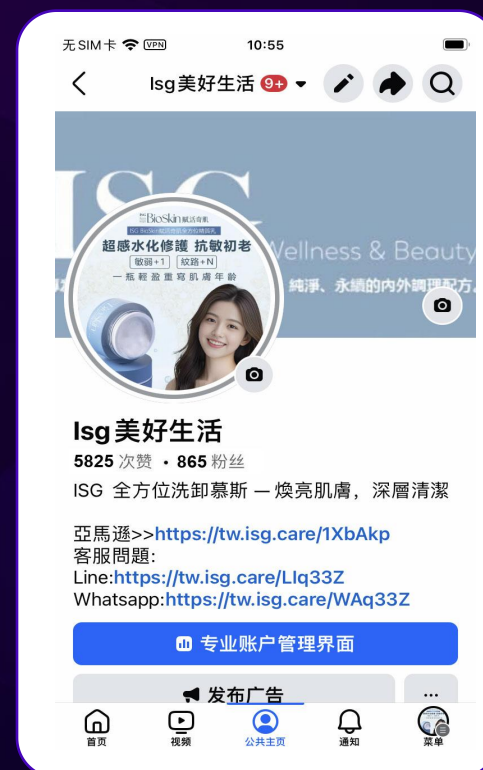 无SIM卡 VPN 10:55
Isg美好生活 9+
ISG
BioSkin 賦活奇肌
超感水化修護 抗敏初老
敏弱+1 紋路+N
一瓶輕盈重寫肌膚年齡
Wellness & Beauty
純淨、永續的內外調理配方。
Isg美好生活
5825 次赞 · 865 粉丝
ISG 全方位洗卸慕斯 — 煥亮肌膚，深層清潔
亞馬遜>>https://tw.isg.care/1XbAkp
客服問題:
Line:https://tw.isg.care/LIq33Z
Whatsapp:https://tw.isg.care/WAq33Z
专业账户管理界面
发布广告 ...
首页 视频 公共主页 通知 菜单